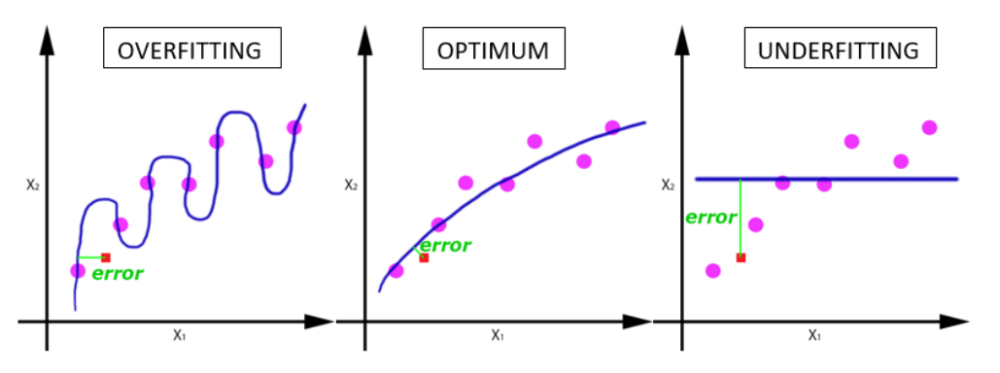 OVERFITTING
X₂
error
X₁
OPTIMUM
X₂
error
X₁
UNDERFITTING
X₂
error
X₁